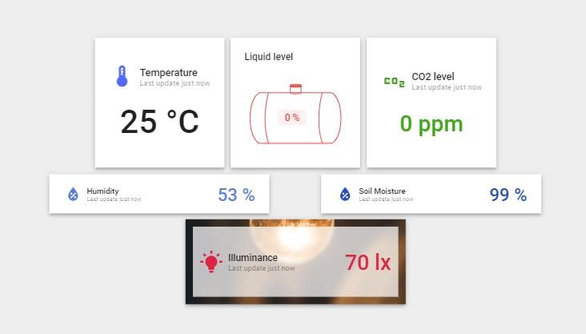 Temperature
Last update just now
25 °C
Liquid level
0 %
CO2
CO2 level
Last update just now
0 ppm
Humidity
Last update just now
53 %
Soil Moisture
Last update just now
99 %
Illuminance
Last update just now
70 lx